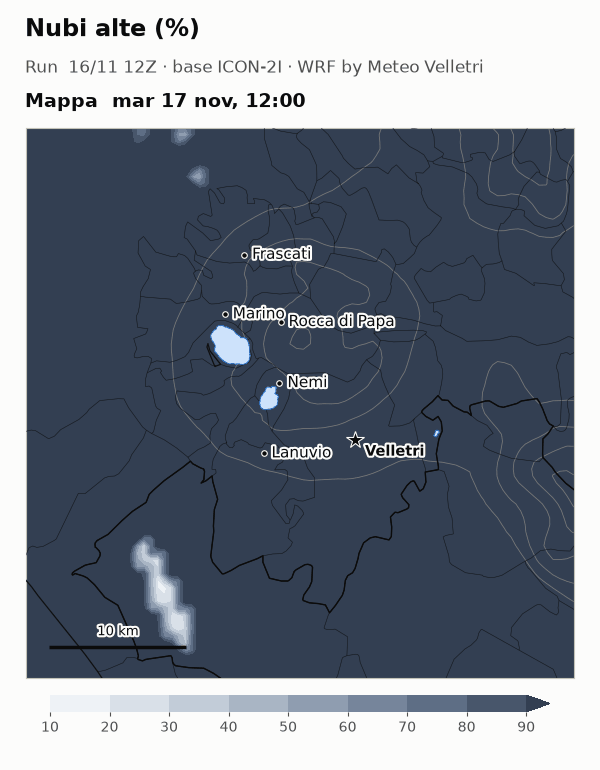 Nubi alte (%)
Run  16/11 12Z · base ICON-2I · WRF by Meteo Velletri
Mappa  mar 17 nov, 12:00
Frascati
Marino
Rocca di Papa
Nemi
Velletri
Lanuvio
10 km
10 20 30 40 50 60 70 80 90